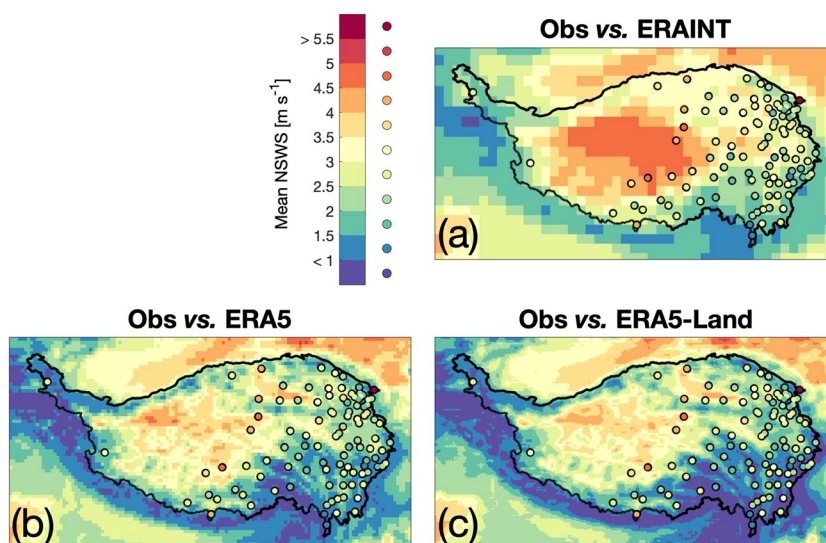 Mean NSWS [m s⁻¹]
> 5.5
5
4.5
4
3.5
3
2.5
2
1.5
< 1
Obs vs. ERAINT
(a)
Obs vs. ERA5
(b)
Obs vs. ERA5-Land
(c)